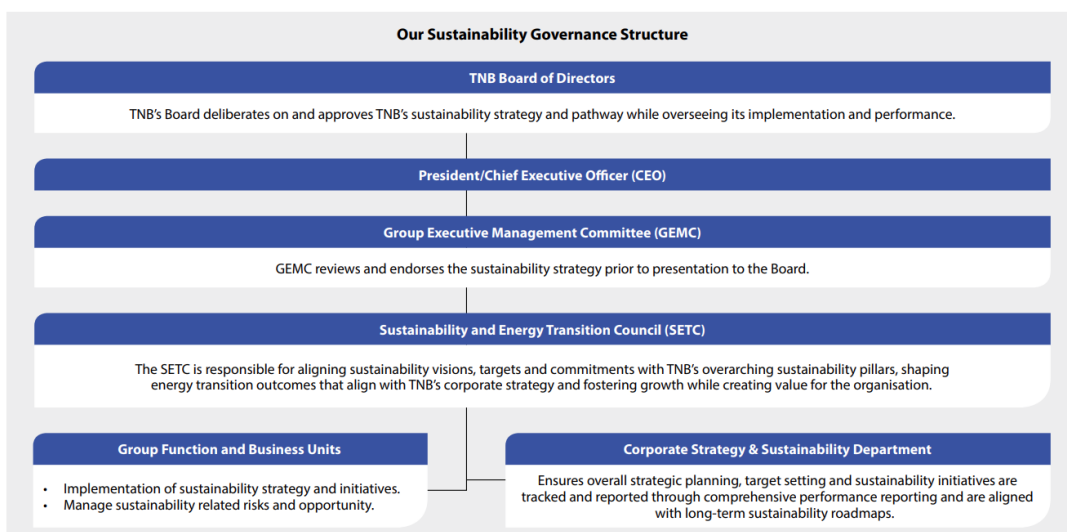 Our Sustainability Governance Structure
TNB Board of Directors
TNB's Board deliberates on and approves TNB's sustainability strategy and pathway while overseeing its implementation and performance.
President/Chief Executive Officer (CEO)
Group Executive Management Committee (GEMC)
GEMC reviews and endorses the sustainability strategy prior to presentation to the Board.
Sustainability and Energy Transition Council (SETC)
The SETC is responsible for aligning sustainability visions, targets and commitments with TNB's overarching sustainability pillars, shaping
energy transition outcomes that align with TNB's corporate strategy and fostering growth while creating value for the organisation.
Group Function and Business Units
• Implementation of sustainability strategy and initiatives.
• Manage sustainability related risks and opportunity.
Corporate Strategy & Sustainability Department
Ensures overall strategic planning, target setting and sustainability initiatives are
tracked and reported through comprehensive performance reporting and are aligned
with long-term sustainability roadmaps.